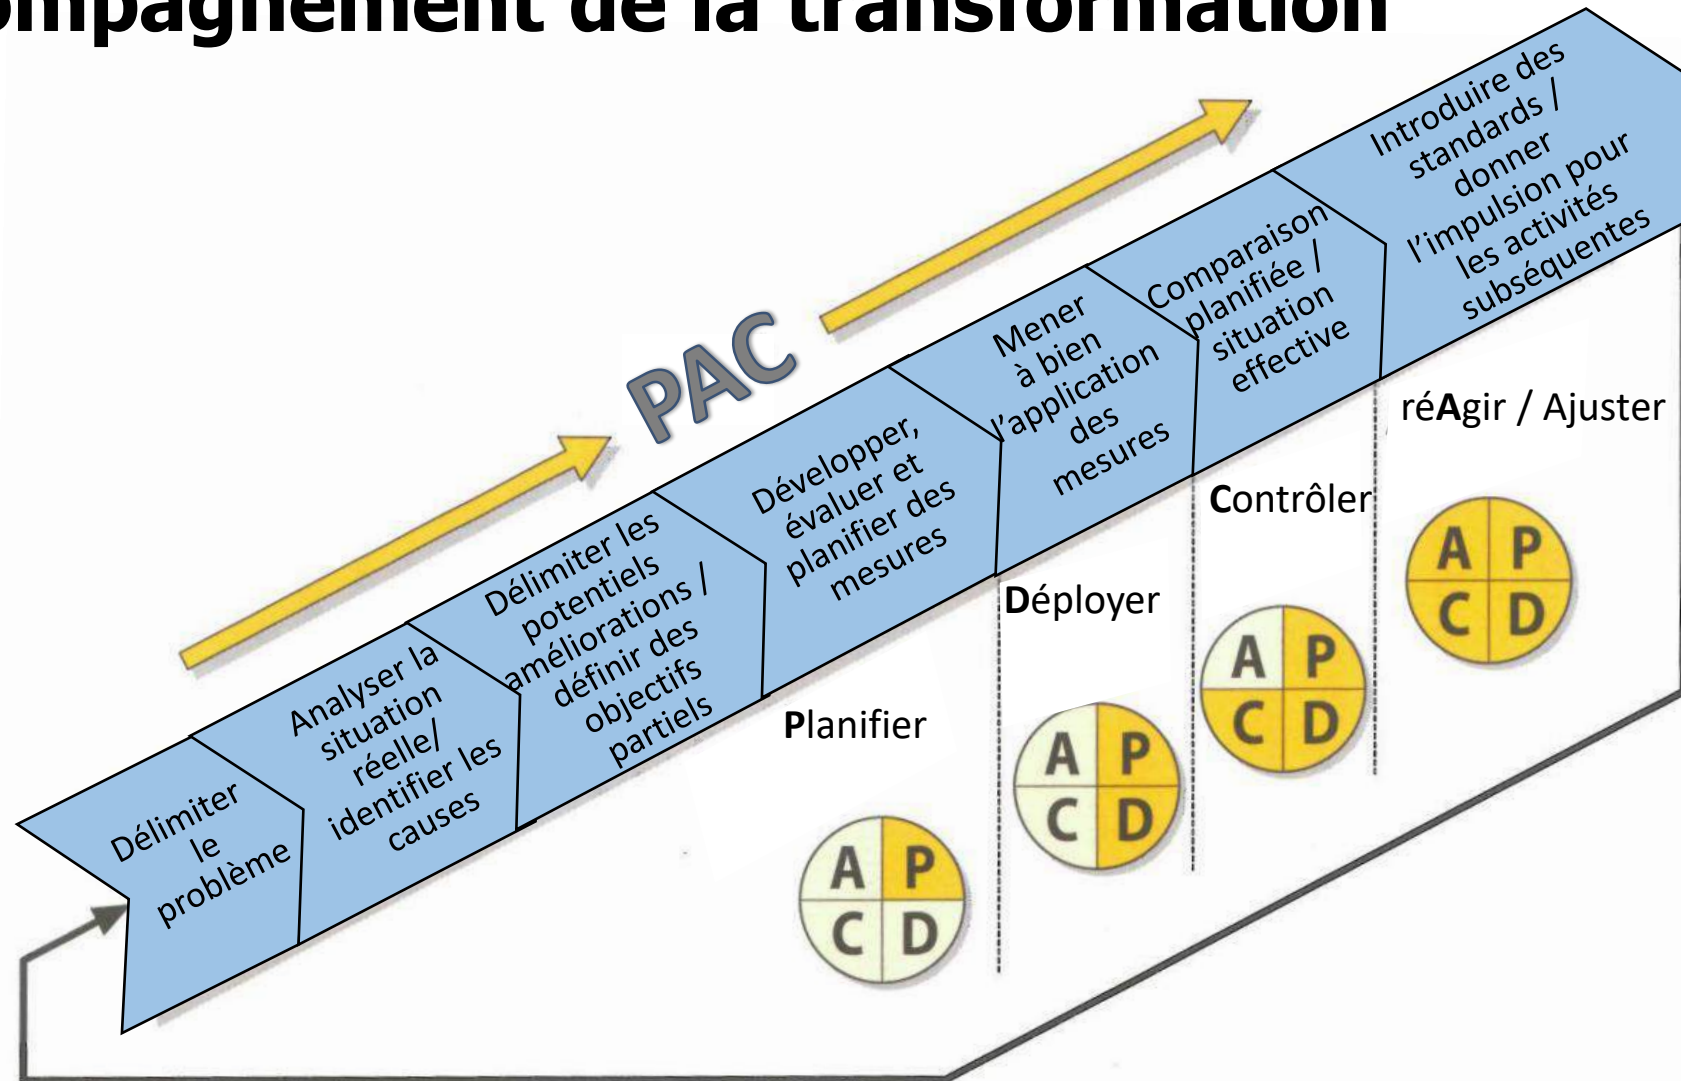 ompagnement de la transformation
PAC
Délimiter
le
problème
Analyser la
situation
réelle/
identifier les
causes
Délimiter les
potentiels
améliorations /
définir des
objectifs
partiels
Développer,
évaluer et
planifier des
mesures
Mener
à bien
l'application
des
mesures
Comparaison
planifiée /
situation
effective
Introduire des
standards /
donner
l'impulsion pour
les activités
subséquentes
Planifier
A P
C D
Déployer
A P
C D
Contrôler
A P
C D
réAgir / Ajuster
A P
C D